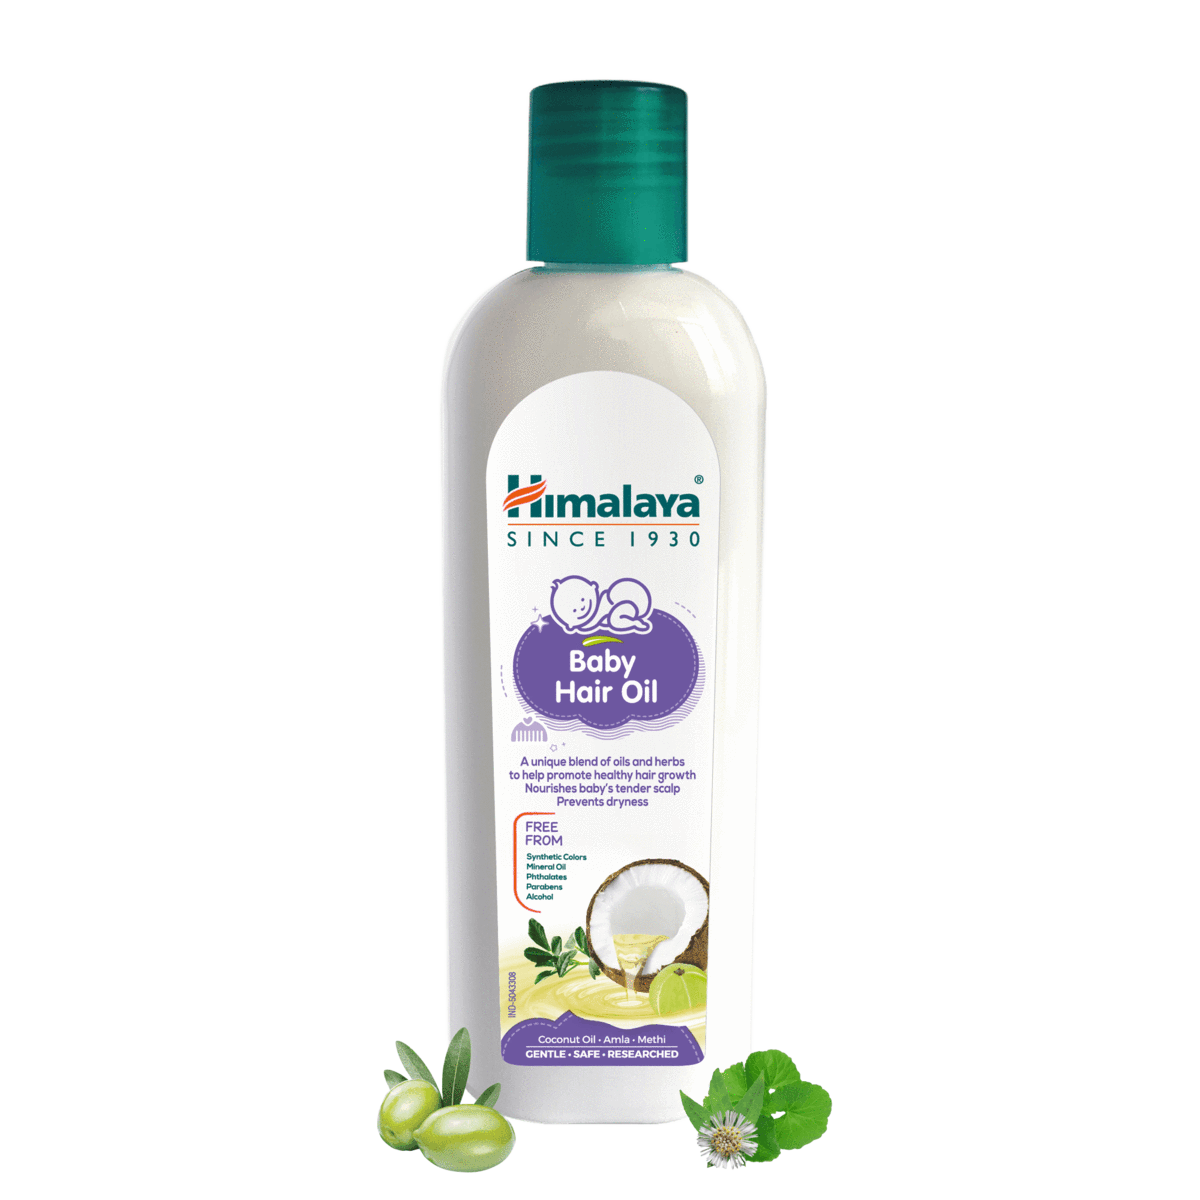 Himalaya®
SINCE 1930
Baby
Hair Oil
A unique blend of oils and herbs
to help promote healthy hair growth
Nourishes baby's tender scalp
Prevents dryness
FREE
FROM
Synthetic Colors
Mineral Oil
Phthalates
Parabens
Alcohol
IND-S043308
Coconut Oil • Amla • Methi
GENTLE • SAFE • RESEARCHED